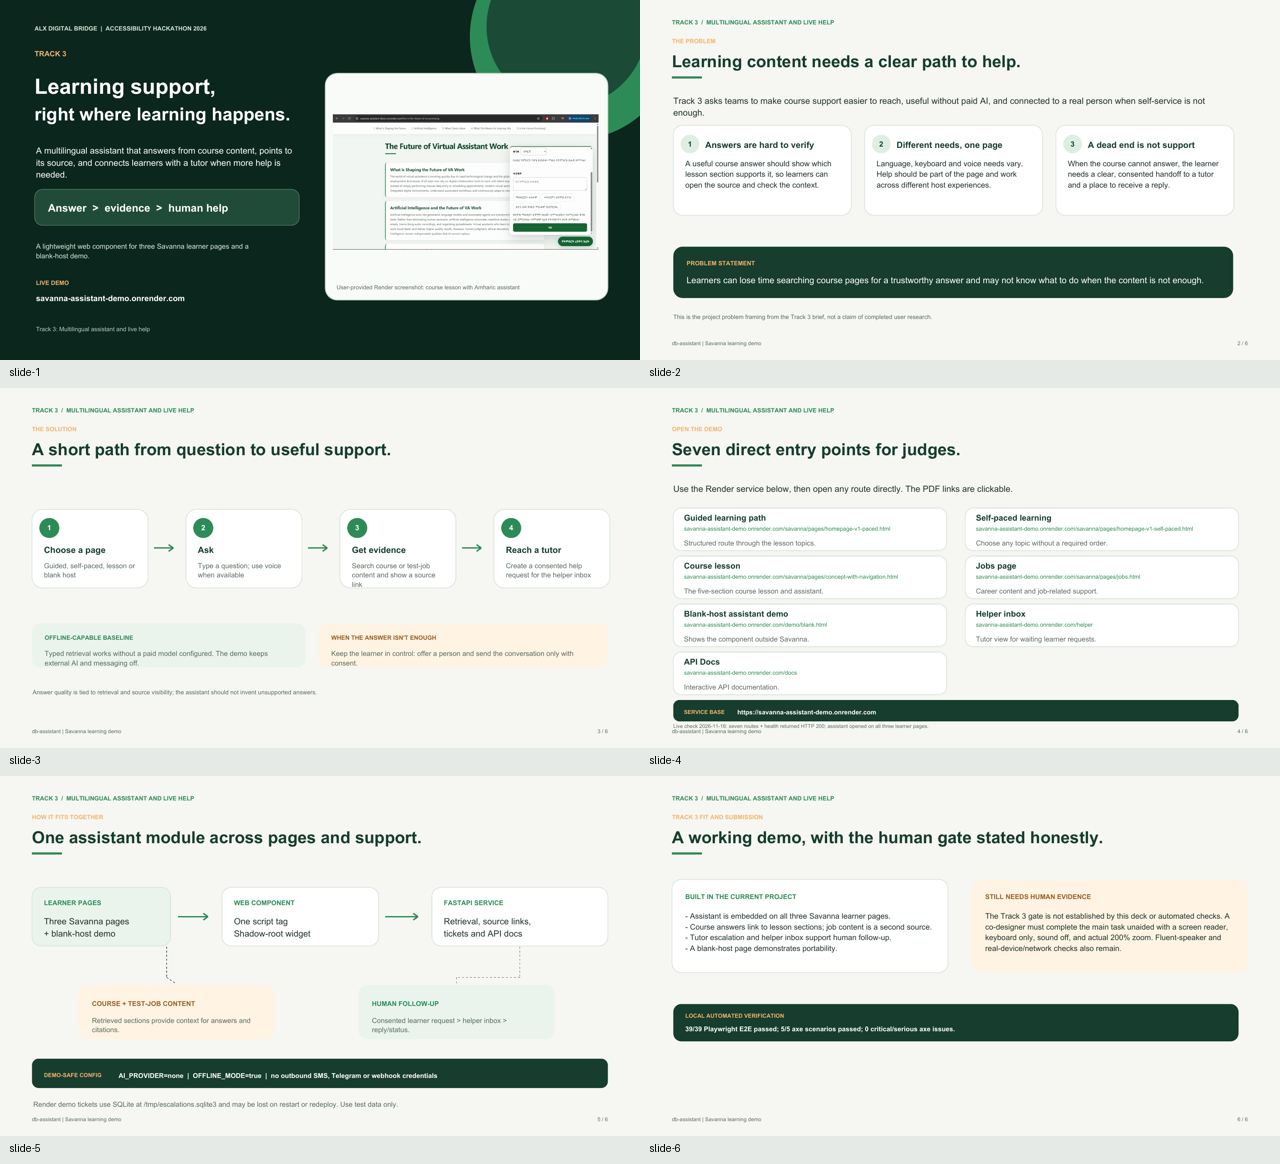 ALX DIGITAL BRIDGE | ACCESSIBILITY HACKATHON 2026
TRACK 3
Learning support,
right where learning happens.
A multilingual assistant that answers from course content, points to
its source, and connects learners with a tutor when more help is
needed.
Answer > evidence > human help
A lightweight web component for three Savanna learner pages and a
blank-host demo.
LIVE DEMO
savanna-assistant-demo.onrender.com
Track 3: Multilingual assistant and live help
The Future of Virtual Assistant Work
What is Shaping the Future of VA Work
Artificial Intelligence and the Future of VA Work
User-provided Render screenshot: course lesson with Amharic assistant
slide-1
TRACK 3 / MULTILINGUAL ASSISTANT AND LIVE HELP
THE PROBLEM
Learning content needs a clear path to help.
Track 3 asks teams to make course support easier to reach, useful without paid AI, and connected to a real person when self-service is not
enough.
1 Answers are hard to verify
A useful course answer should show which
lesson section supports it, so learners can
open the source and check the context.
2 Different needs, one page
Language, keyboard and voice needs vary.
Help should be part of the page and work
across different host experiences.
3 A dead end is not support
When the course cannot answer, the learner
needs a clear, consented handoff to a tutor
and a place to receive a reply.
PROBLEM STATEMENT
Learners can lose time searching course pages for a trustworthy answer and may not know what to do when the content is not enough.
This is the project problem framing from the Track 3 brief, not a claim of completed user research.
db-assistant | Savanna learning demo
2 / 6
slide-2
TRACK 3 / MULTILINGUAL ASSISTANT AND LIVE HELP
THE SOLUTION
A short path from question to useful support.
1
Choose a page
Guided, self-paced, lesson or
blank host
2
Ask
Type a question; use voice
when available
3
Get evidence
Search course or test-job
content and show a source
link
4
Reach a tutor
Create a consented help
request for the helper inbox
OFFLINE-CAPABLE BASELINE
Typed retrieval works without a paid model configured. The demo keeps
external AI and messaging off.
WHEN THE ANSWER ISN'T ENOUGH
Keep the learner in control: offer a person and send the conversation only with
consent.
Answer quality is tied to retrieval and source visibility; the assistant should not invent unsupported answers.
db-assistant | Savanna learning demo
3 / 6
slide-3
TRACK 3 / MULTILINGUAL ASSISTANT AND LIVE HELP
OPEN THE DEMO
Seven direct entry points for judges.
Use the Render service below, then open any route directly. The PDF links are clickable.
Guided learning path
savanna-assistant-demo.onrender.com/savanna/pages/homepage-v1-paced.html
Structured route through the lesson topics.
Self-paced learning
savanna-assistant-demo.onrender.com/savanna/pages/homepage-v1-self-paced.html
Choose any topic without a required order.
Course lesson
savanna-assistant-demo.onrender.com/savanna/pages/concept-with-navigation.html
The five-section course lesson and assistant.
Jobs page
savanna-assistant-demo.onrender.com/savanna/pages/jobs.html
Career content and job-related support.
Blank-host assistant demo
savanna-assistant-demo.onrender.com/demo/blank.html
Shows the component outside Savanna.
Helper inbox
savanna-assistant-demo.onrender.com/helper
Tutor view for waiting learner requests.
API Docs
savanna-assistant-demo.onrender.com/docs
Interactive API documentation.
SERVICE BASE https://savanna-assistant-demo.onrender.com
Live check 2026-11-16: seven routes + health returned HTTP 200; assistant opened on all three learner pages.
db-assistant | Savanna learning demo
4 / 6
slide-4
TRACK 3 / MULTILINGUAL ASSISTANT AND LIVE HELP
HOW IT FITS TOGETHER
One assistant module across pages and support.
LEARNER PAGES
Three Savanna pages
+ blank-host demo
WEB COMPONENT
One script tag
Shadow-root widget
FASTAPI SERVICE
Retrieval, source links,
tickets and API docs
COURSE + TEST-JOB CONTENT
Retrieved sections provide context for answers and
citations.
HUMAN FOLLOW-UP
Consented learner request > helper inbox >
reply/status.
DEMO-SAFE CONFIG AI_PROVIDER=none | OFFLINE_MODE=true | no outbound SMS, Telegram or webhook credentials
Render demo tickets use SQLite at /tmp/escalations.sqlite3 and may be lost on restart or redeploy. Use test data only.
db-assistant | Savanna learning demo
5 / 6
slide-5
TRACK 3 / MULTILINGUAL ASSISTANT AND LIVE HELP
TRACK 3 FIT AND SUBMISSION
A working demo, with the human gate stated honestly.
BUILT IN THE CURRENT PROJECT
- Assistant is embedded on all three Savanna learner pages.
- Course answers link to lesson sections; job content is a second source.
- Tutor escalation and helper inbox support human follow-up.
- A blank-host page demonstrates portability.
STILL NEEDS HUMAN EVIDENCE
The Track 3 gate is not established by this deck or automated checks. A
co-designer must complete the main task unaided with a screen reader,
keyboard only, sound off, and actual 200% zoom. Fluent-speaker and
real-device/network checks also remain.
LOCAL AUTOMATED VERIFICATION
39/39 Playwright E2E passed; 5/5 axe scenarios passed; 0 critical/serious axe issues.
db-assistant | Savanna learning demo
6 / 6
slide-6